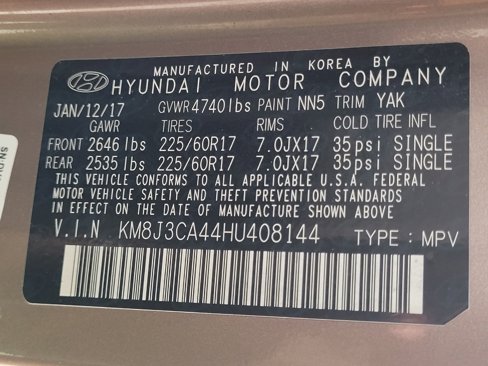 MANUFACTURED IN KOREA BY
HYUNDAI MOTOR COMPANY
JAN/12/17 GVWR 4740lbs PAINT NN5 TRIM YAK
GAWR TIRES RIMS COLD TIRE INFL
FRONT 2646 lbs 225/60R17 7.0JX17 35psi SINGLE
REAR 2535 lbs 225/60R17 7.0JX17 35psi SINGLE
THIS VEHICLE CONFORMS TO ALL APPLICABLE U.S.A. FEDERAL
MOTOR VEHICLE SAFETY AND THEFT PREVENTION STANDARDS
IN EFFECT ON THE DATE OF MANUFACTURE SHOWN ABOVE
V.I.N KM8J3CA44HU408144 TYPE : MPV